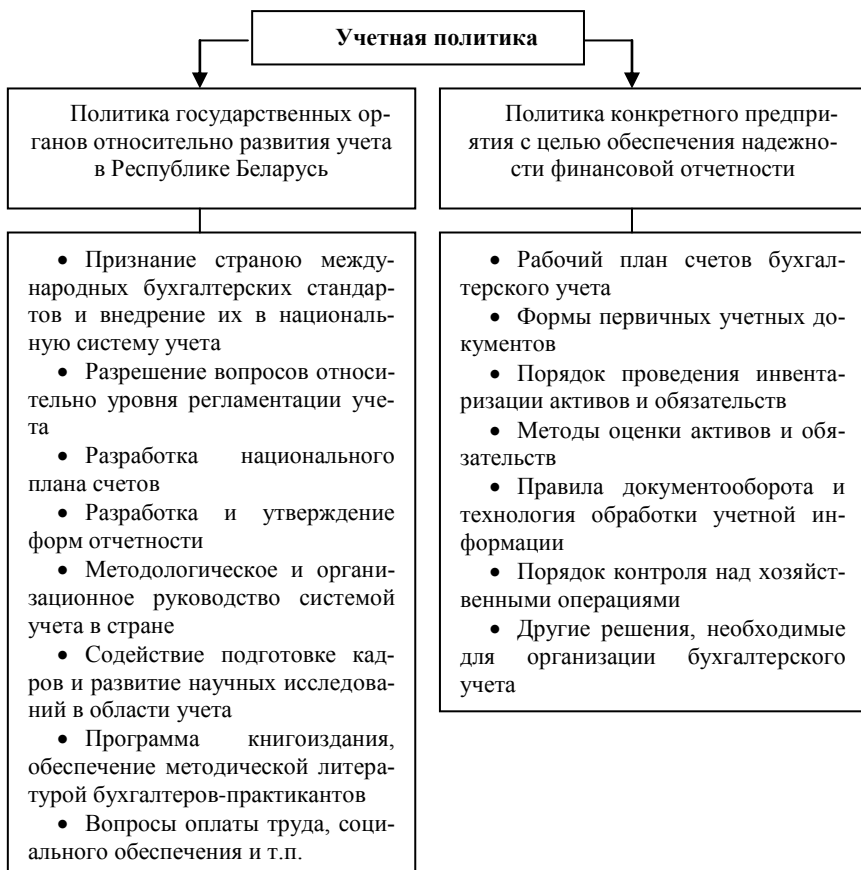 Учетная политика
Политика государственных ор-
ганов относительно развития учета
в Республике Беларусь
Политика конкретного предпри-
ятия с целью обеспечения надежно-
сти финансовой отчетности
• Признание страною между-
народных бухгалтерских стандар-
тов и внедрение их в националь-
ную систему учета
• Разрешение вопросов относи-
тельно уровня регламентации уче-
та
• Разработка национального
плана счетов
• Разработка и утверждение
форм отчетности
• Методологическое и органи-
зационное руководство системой
учета в стране
• Содействие подготовке кад-
ров и развитие научных исследова-
ний в области учета
• Программа книгоиздания,
обеспечение методической литера-
турой бухгалтеров-практикантов
• Вопросы оплаты труда, соци-
ального обеспечения и т.п.
• Рабочий план счетов бухгал-
терского учета
• Формы первичных учетных до-
кументов
• Порядок проведения инвента-
ризации активов и обязательств
• Методы оценки активов и обя-
зательств
• Правила документооборота и
технология обработки учетной ин-
формации
• Порядок контроля над хозяйст-
венными операциями
• Другие решения, необходимые
для организации бухгалтерского
учета